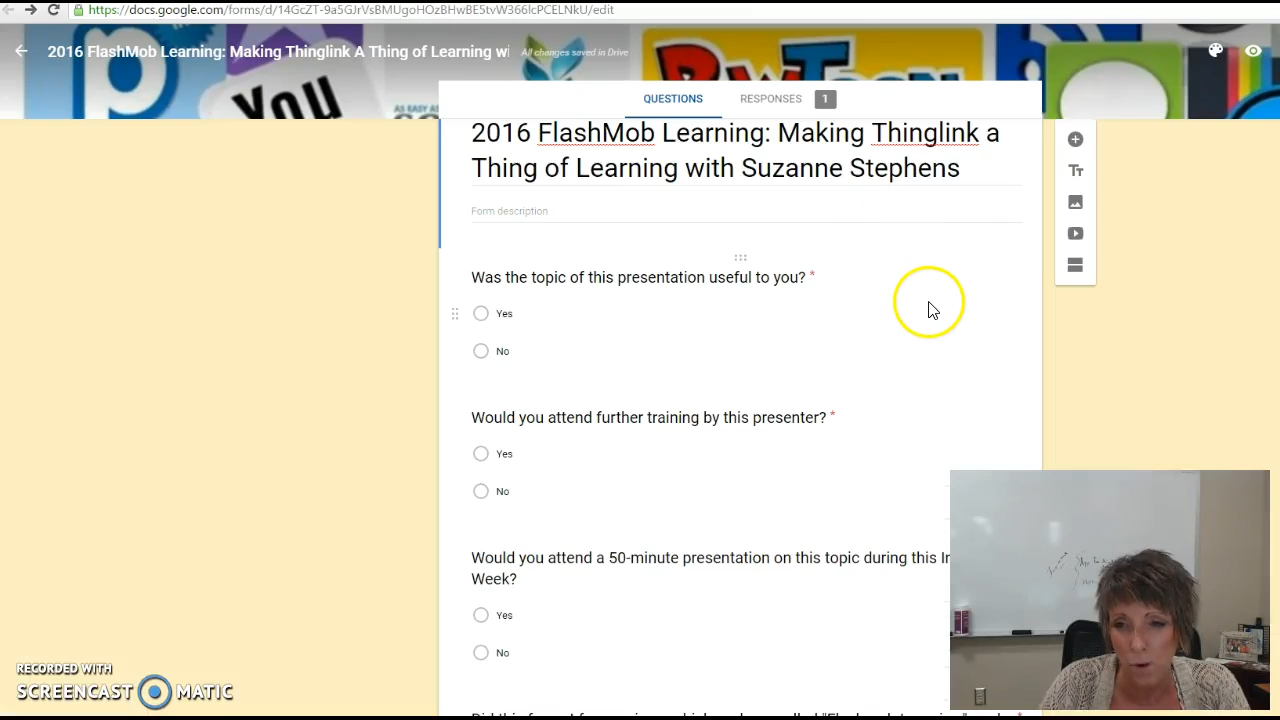 https://docs.google.com/forms/d/14GcZT-9a5GJrVsBMUgoHOzBHwBE5tvW366lcPCELNkU/edit
2016 FlashMob Learning: Making Thinglink A Thing of Learning wi
All changes saved in Drive
You
AS EASY AS
QUESTIONS
RESPONSES 1
2016 FlashMob Learning: Making Thinglink a
Thing of Learning with Suzanne Stephens
Form description
Was the topic of this presentation useful to you? *
Yes
No
Would you attend further training by this presenter? *
Yes
No
Would you attend a 50-minute presentation on this topic during this In
Week?
Yes
No
RECORDED WITH
SCREENCAST MATIC